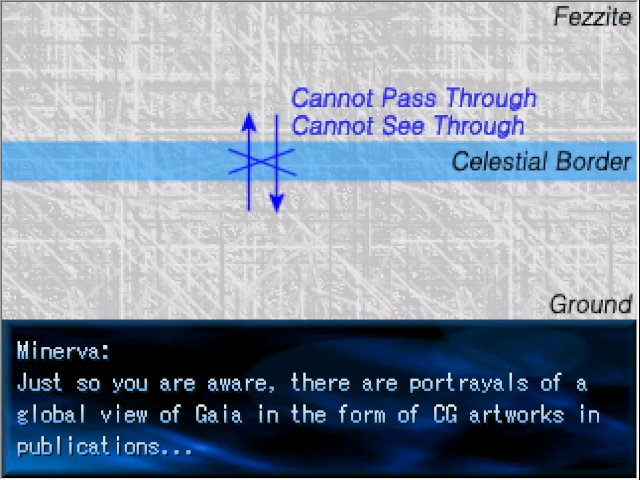 Fezzite
Cannot Pass Through
Cannot See Through
Celestial Border
Ground
Minerva:
Just so you are aware, there are portrayals of a
global view of Gaia in the form of CG artworks in
publications...